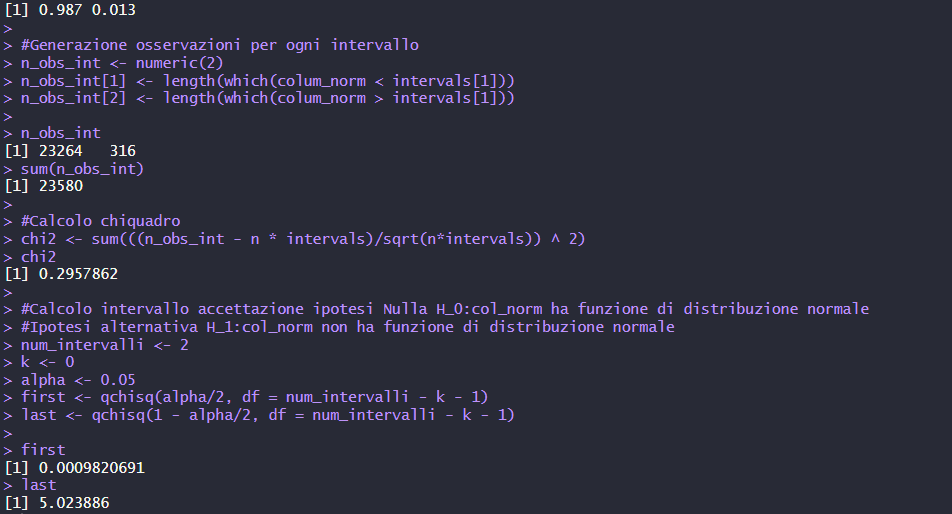 [1] 0.987 0.013
>
> #Generazione osservazioni per ogni intervallo
> n_obs_int <- numeric(2)
> n_obs_int[1] <- length(which(colum_norm < intervals[1]))
> n_obs_int[2] <- length(which(colum_norm > intervals[1]))
>
> n_obs_int
[1] 23264   316
> sum(n_obs_int)
[1] 23580
>
> #Calcolo chiquadro
> chi2 <- sum(((n_obs_int - n * intervals)/sqrt(n*intervals)) ^ 2)
> chi2
[1] 0.2957862
>
> #Calcolo intervallo accettazione ipotesi Nulla H_0:col_norm ha funzione di distribuzione normale
> #Ipotesi alternativa H_1:col_norm non ha funzione di distribuzione normale
> num_intervalli <- 2
> k <- 0
> alpha <- 0.05
> first <- qchisq(alpha/2, df = num_intervalli - k - 1)
> last <- qchisq(1 - alpha/2, df = num_intervalli - k - 1)
>
> first
[1] 0.0009820691
> last
[1] 5.023886